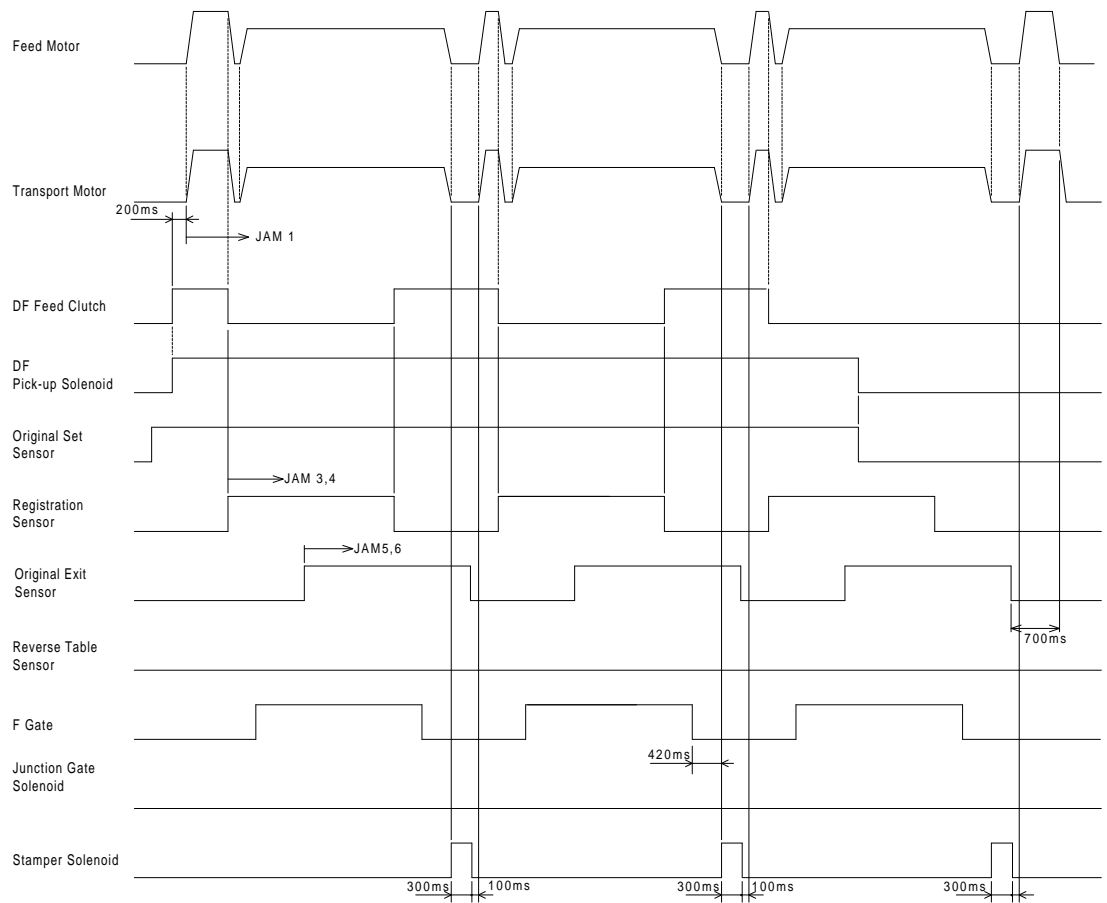 Feed Motor
Transport Motor
200ms
JAM 1
DF Feed Clutch
DF
Pick-up Solenoid
Original Set
Sensor
JAM 3,4
Registration
Sensor
JAM5,6
Original Exit
Sensor
700ms
Reverse Table
Sensor
F Gate
420ms
Junction Gate
Solenoid
Stamper Solenoid
300ms 100ms 300ms 100ms 300ms